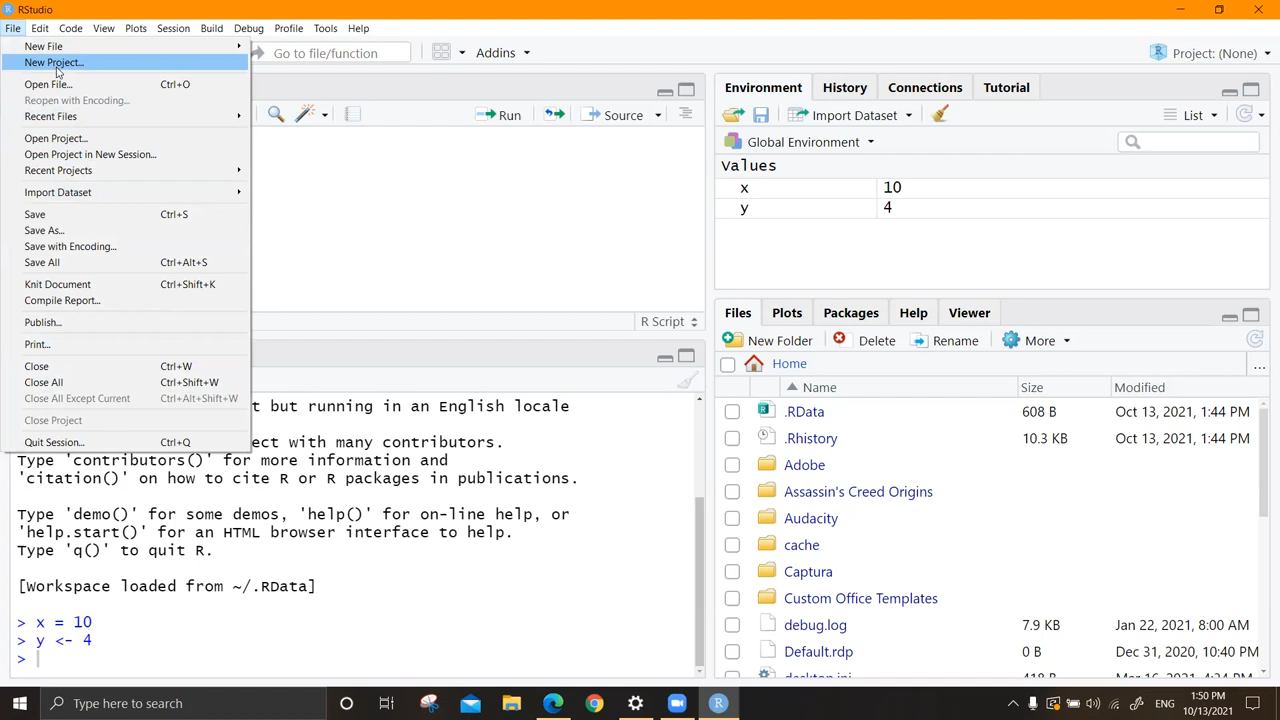 RStudio
File Edit Code View Plots Session Build Debug Profile Tools Help
New File
New Project...
Open File... Ctrl+O
Reopen with Encoding...
Recent Files
Open Project...
Open Project in New Session...
Recent Projects
Import Dataset
Save Ctrl+S
Save As...
Save with Encoding...
Save All Ctrl+Alt+S
Knit Document Ctrl+Shift+K
Compile Report...
Publish...
Print...
Close Ctrl+W
Close All Ctrl+Shift+W
Close All Except Current Ctrl+Alt+Shift+W
Close Project
Quit Session... Ctrl+Q
Go to file/function Addins
Project: (None)
Run Source
R Script
t but running in an English locale
ect with many contributors.
Type 'contributors()' for more information and
'citation()' on how to cite R or R packages in publications.
Type 'demo()' for some demos, 'help()' for on-line help, or
'help.start()' for an HTML browser interface to help.
Type 'q()' to quit R.
[Workspace loaded from ~/.RData]
> x = 10
> y <- 4
>
Environment History Connections Tutorial
Import Dataset List
Global Environment
Values
x 10
y 4
Files Plots Packages Help Viewer
New Folder Delete Rename More
Home ...
Name Size Modified
.RData 608 B Oct 13, 2021, 1:44 PM
.Rhistory 10.3 KB Oct 13, 2021, 1:44 PM
Adobe
Assassin's Creed Origins
Audacity
cache
Captura
Custom Office Templates
debug.log 7.9 KB Jan 22, 2021, 8:00 AM
Default.rdp 0 B Dec 31, 2020, 10:40 PM
desktop.ini 418 B
Type here to search
ENG
1:50 PM
10/13/2021